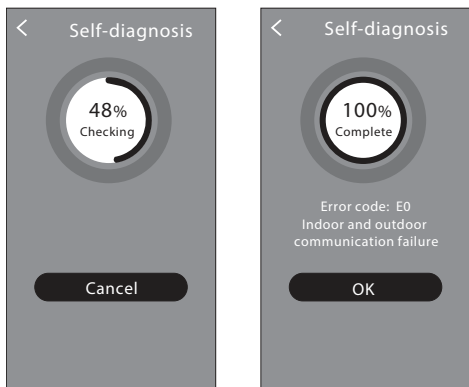 Self-diagnosis
48%
Checking
Cancel
Self-diagnosis
100%
Complete
Error code: E0
Indoor and outdoor
communication failure
OK